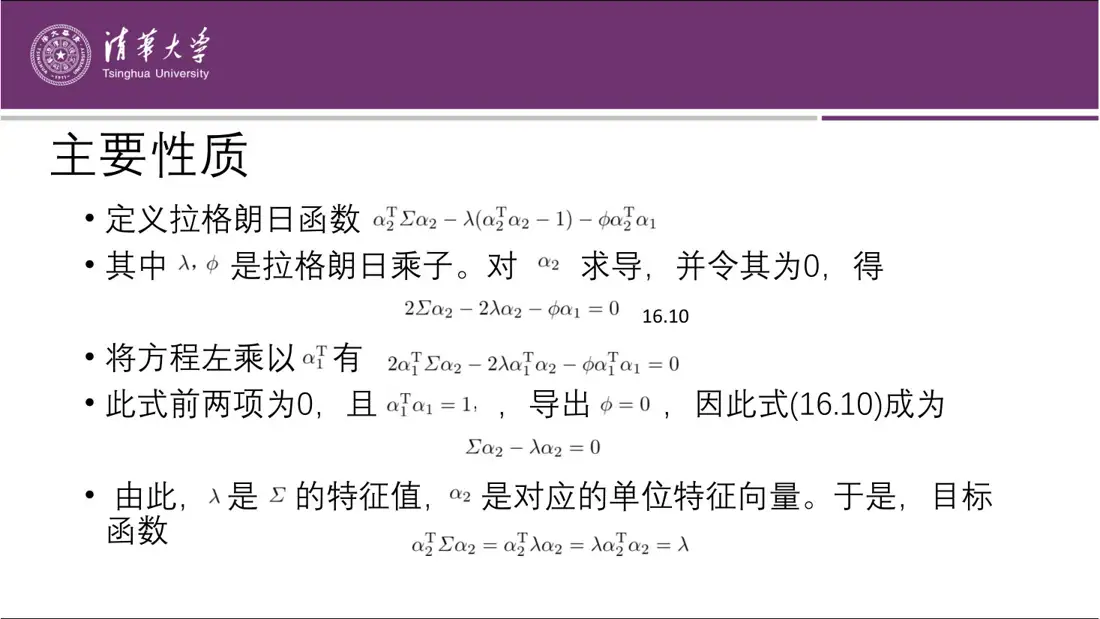 清华大学
Tsinghua University
主要性质
• 定义拉格朗日函数 α₂ᵀΣα₂ − λ(α₂ᵀα₂ − 1) − ϕα₂ᵀα₁
• 其中 λ，ϕ 是拉格朗日乘子。对 α₂ 求导，并令其为0，得
2Σα₂ − 2λα₂ − ϕα₁ = 0 16.10
• 将方程左乘以 α₁ᵀ 有 2α₁ᵀΣα₂ − 2λα₁ᵀα₂ − ϕα₁ᵀα₁ = 0
• 此式前两项为0，且 α₁ᵀα₁ = 1， ，导出 ϕ = 0 ，因此式(16.10)成为
Σα₂ − λα₂ = 0
• 由此，λ 是 Σ 的特征值，α₂ 是对应的单位特征向量。于是，目标
函数
α₂ᵀΣα₂ = α₂ᵀλα₂ = λα₂ᵀα₂ = λ